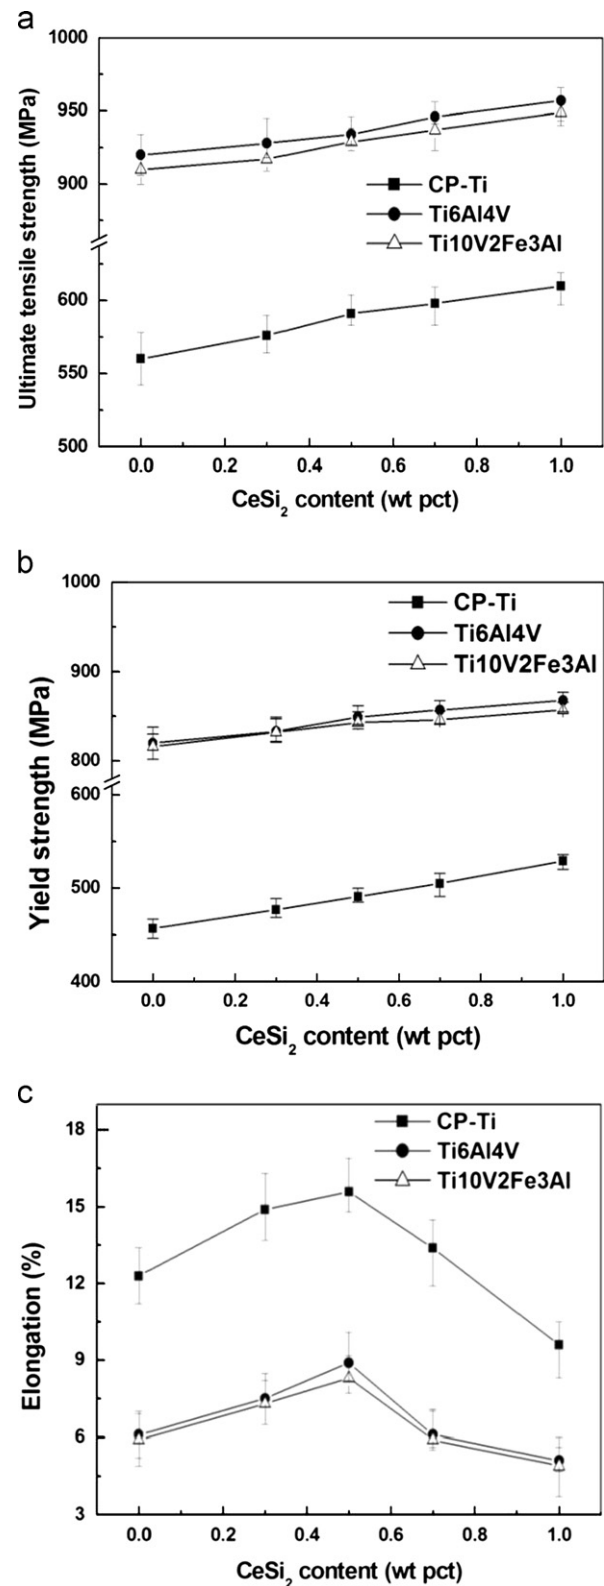 a
1000
950
900
600
550
500
Ultimate tensile strength (MPa)
CP-Ti
Ti6Al4V
Ti10V2Fe3Al
0.0 0.2 0.4 0.6 0.8 1.0
CeSi2 content (wt pct)
b
1000
900
800
600
500
400
Yield strength (MPa)
CP-Ti
Ti6Al4V
Ti10V2Fe3Al
0.0 0.2 0.4 0.6 0.8 1.0
CeSi2 content (wt pct)
c
18
15
12
9
6
3
Elongation (%)
CP-Ti
Ti6Al4V
Ti10V2Fe3Al
0.0 0.2 0.4 0.6 0.8 1.0
CeSi2 content (wt pct)